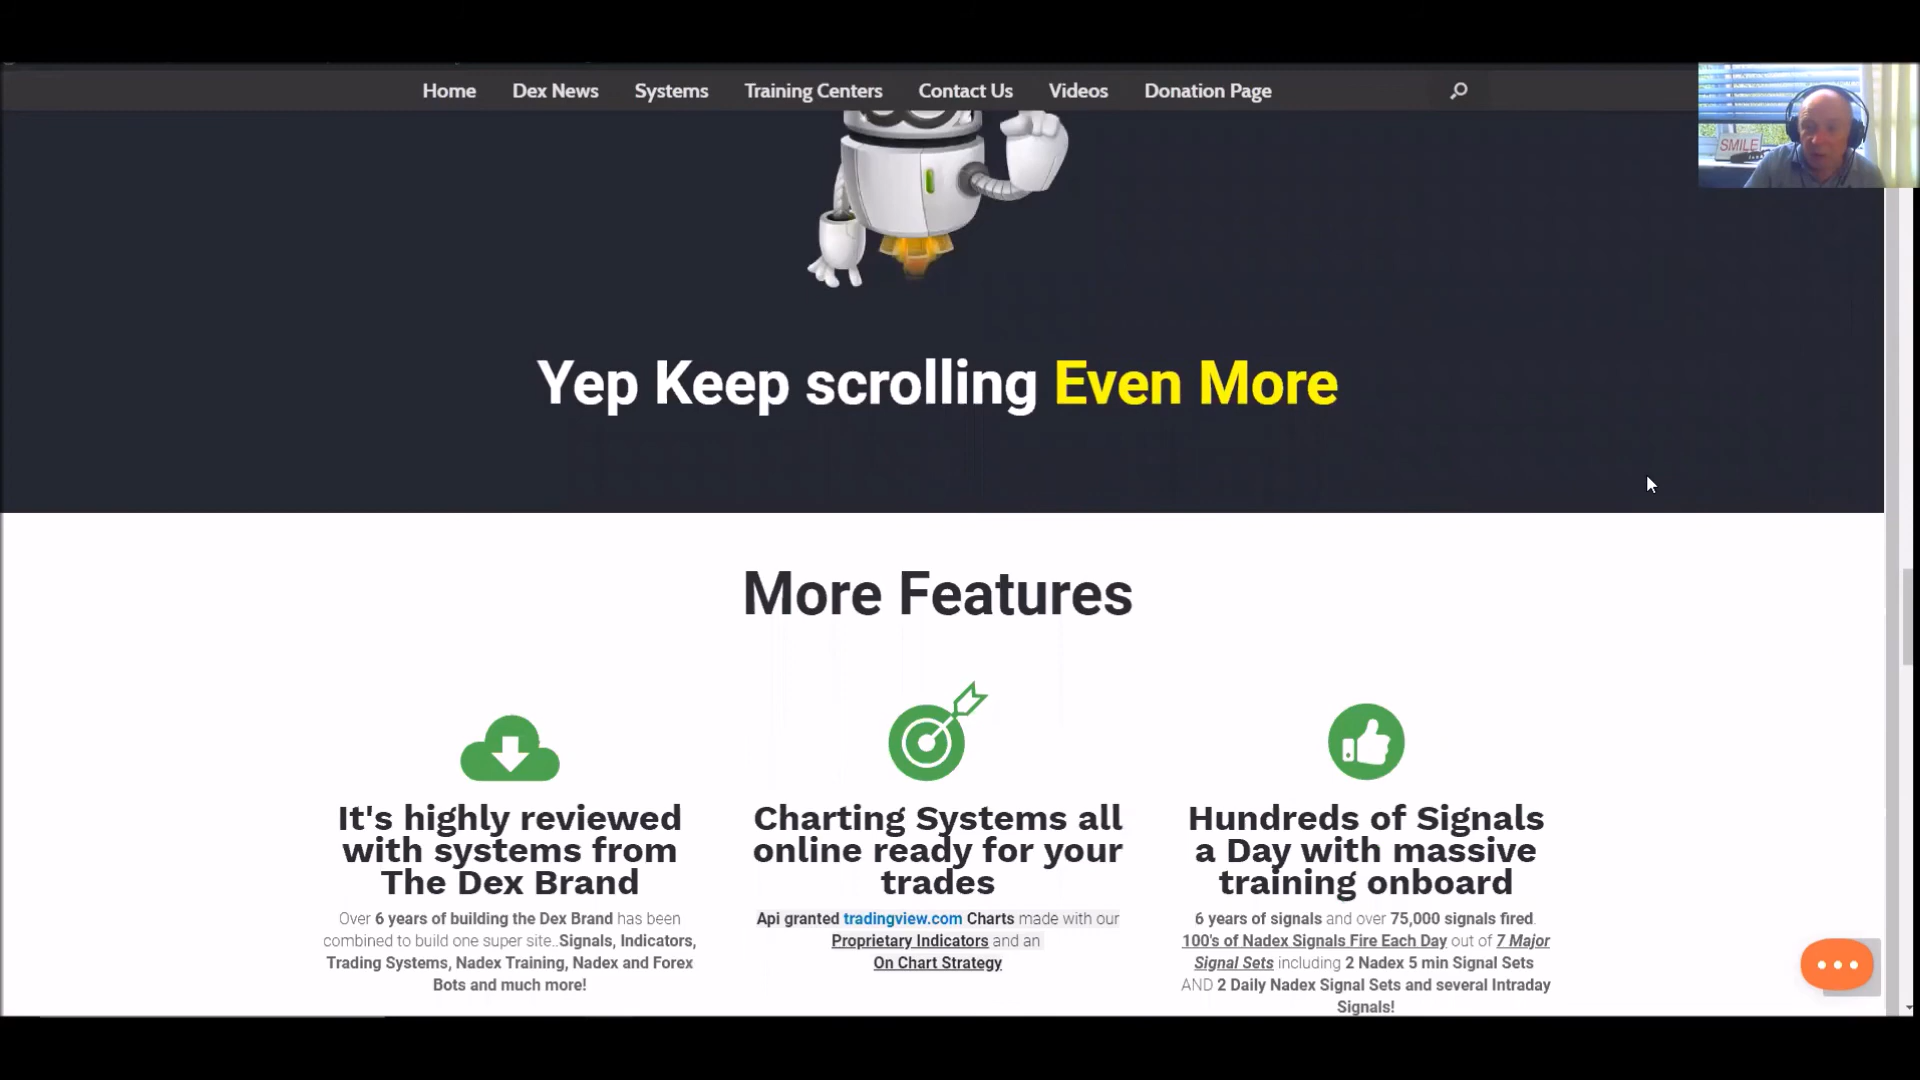 Home Dex News Systems Training Centers Contact Us Videos Donation Page
SMILE
Yep Keep scrolling Even More
More Features
It's highly reviewed
with systems from
The Dex Brand
Over 6 years of building the Dex Brand has been
combined to build one super site..Signals, Indicators,
Trading Systems, Nadex Training, Nadex and Forex
Bots and much more!
Charting Systems all
online ready for your
trades
Api granted tradingview.com Charts made with our
Proprietary Indicators and an
On Chart Strategy
Hundreds of Signals
a Day with massive
training onboard
6 years of signals and over 75,000 signals fired.
100's of Nadex Signals Fire Each Day out of 7 Major
Signal Sets including 2 Nadex 5 min Signal Sets
AND 2 Daily Nadex Signal Sets and several Intraday
Signals!